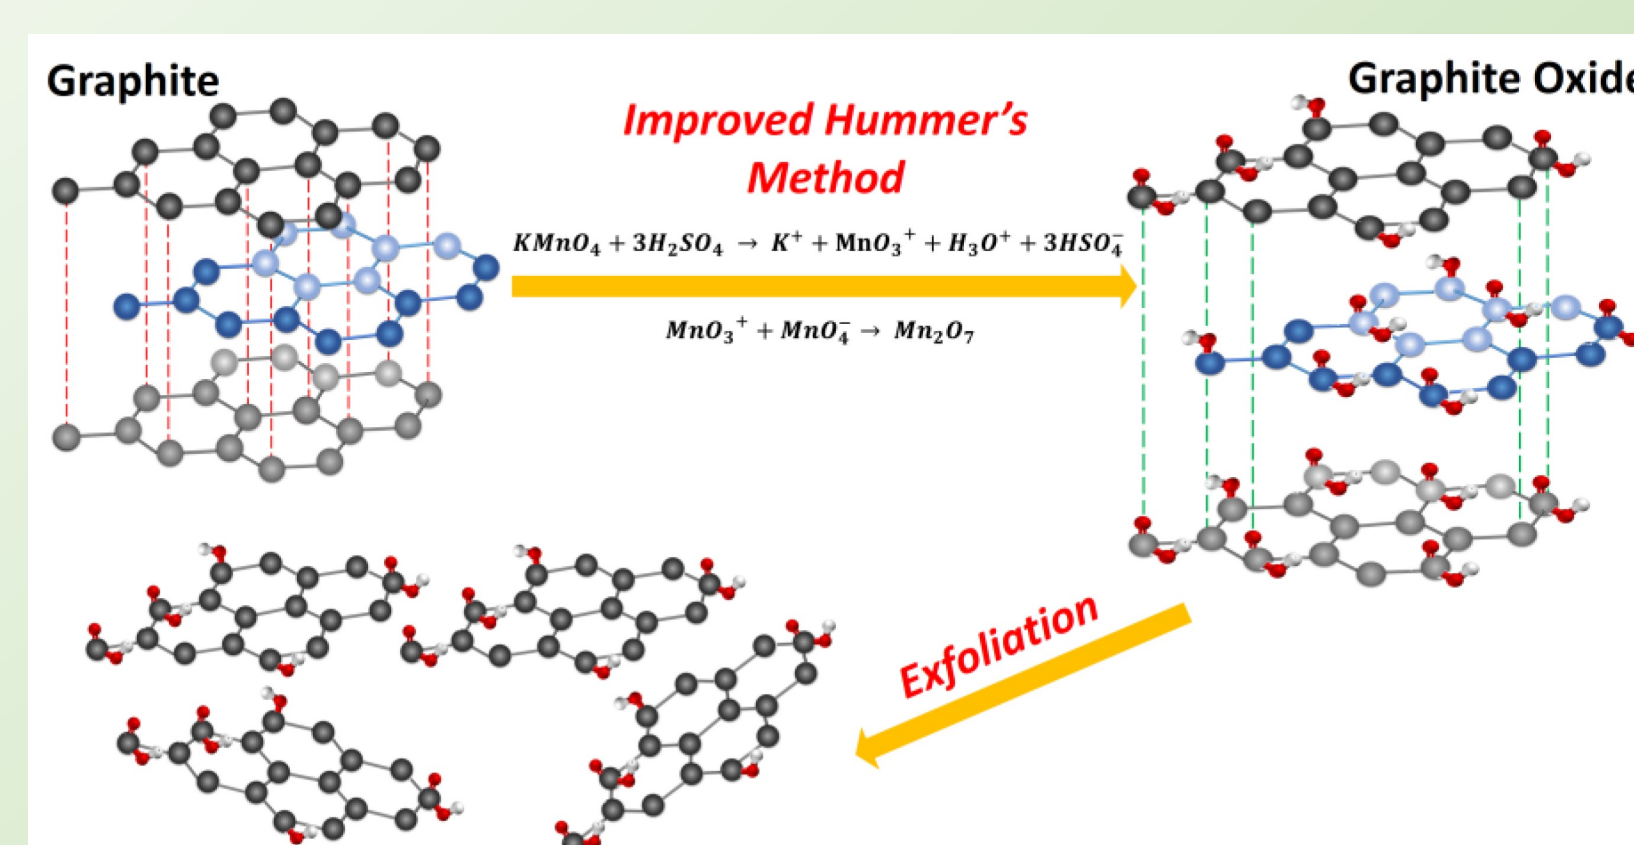 Graphite
Graphite Oxide
Improved Hummer's
Method
KMnO₄ + 3H₂SO₄ → K⁺ + MnO₃⁺ + H₃O⁺ + 3HSO₄⁻
MnO₃⁺ + MnO₄⁻ → Mn₂O₇
Exfoliation